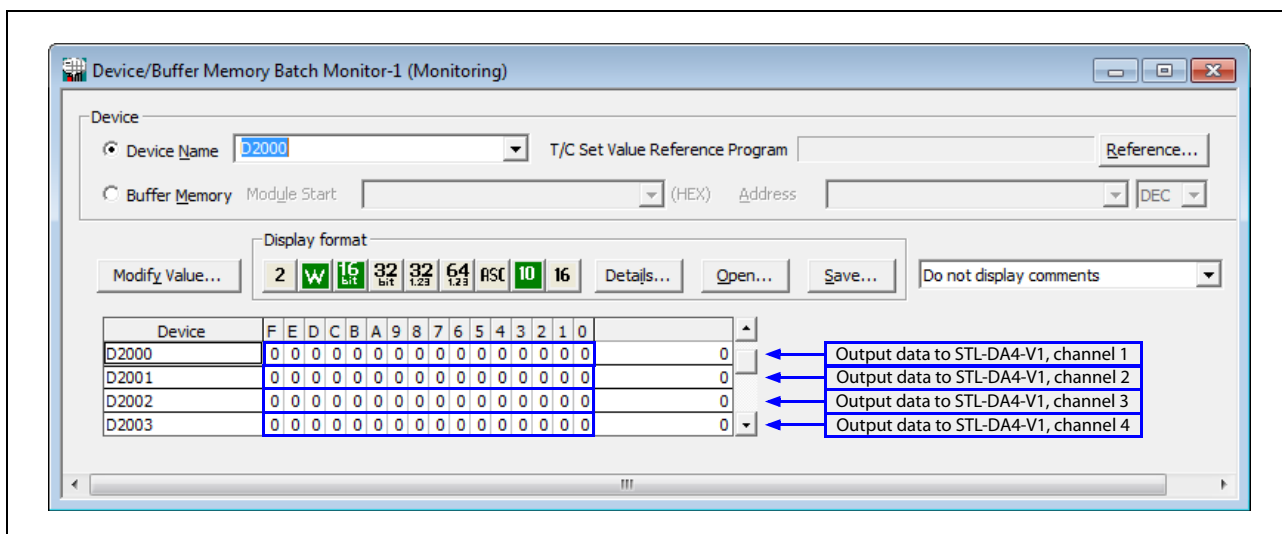 Device/Buffer Memory Batch Monitor-1 (Monitoring)
Device
Device Name D2000 T/C Set Value Reference Program Reference...
Buffer Memory Module Start (HEX) Address DEC
Display format
Modify Value... 2 W 16 bit 32 bit 32 1.23 64 1.23 ASC 10 16 Details... Open... Save... Do not display comments
Device F E D C B A 9 8 7 6 5 4 3 2 1 0
D2000 0 0 0 0 0 0 0 0 0 0 0 0 0 0 0 0 0 Output data to STL-DA4-V1, channel 1
D2001 0 0 0 0 0 0 0 0 0 0 0 0 0 0 0 0 0 Output data to STL-DA4-V1, channel 2
D2002 0 0 0 0 0 0 0 0 0 0 0 0 0 0 0 0 0 Output data to STL-DA4-V1, channel 3
D2003 0 0 0 0 0 0 0 0 0 0 0 0 0 0 0 0 0 Output data to STL-DA4-V1, channel 4